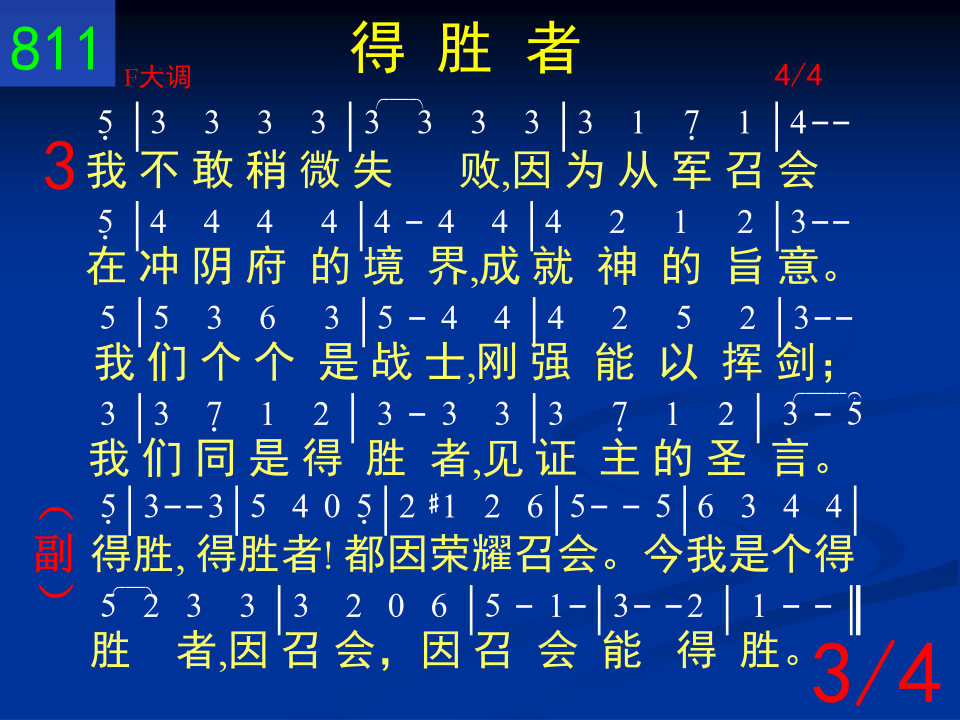 811 得 胜 者
F大调 4/4
5̣ |3 3 3 3|3 3 3 3|3 1 7̣ 1|4--
3 我 不 敢 稍 微 失 败,因 为 从 军 召 会
5̣ |4 4 4 4|4 - 4 4|4 2 1 2|3--
在 冲 阴 府 的 境 界,成 就 神 的 旨 意。
5 |5 3 6 3|5 - 4 4|4 2 5 2|3--
我 们 个 个 是 战 士,刚 强 能 以 挥 剑；
3 |3 7̣ 1 2| 3 - 3 3|3 7̣ 1 2| 3 - 5
我 们 同 是 得 胜 者,见 证 主 的 圣 言。
5̣|3--3|5 4 0 5̣|2 #1 2 6|5- - 5|6 3 4 4|
（副） 得胜, 得胜者! 都因荣耀召会。今我是个得
5 2 3 3|3 2 0 6|5 - 1-|3--2| 1 - - ‖
胜 者,因 召 会， 因 召 会 能 得 胜。
3/4